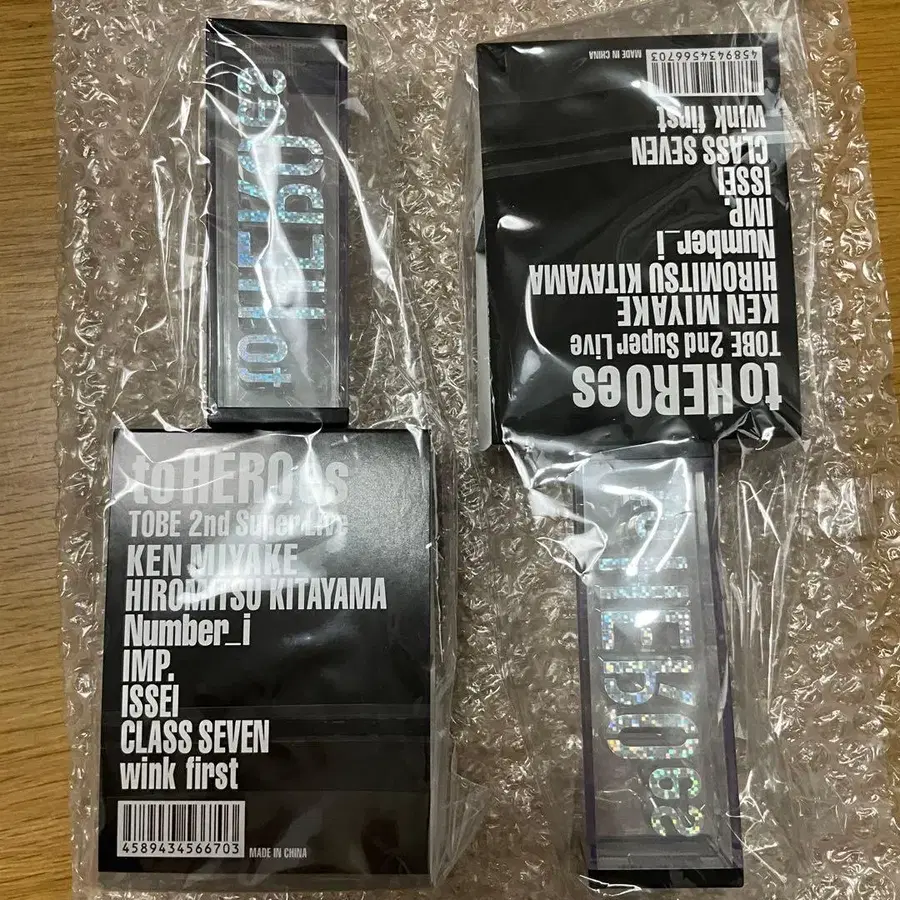 to HEROes
to HEROes
TOBE 2nd Super Live
KEN MIYAKE
HIROMITSU KITAYAMA
Number_i
IMP.
ISSEI
CLASS SEVEN
wink first
4589434566703
MADE IN CHINA
to HEROes
TOBE 2nd Super Live
KEN MIYAKE
HIROMITSU KITAYAMA
Number_i
IMP.
ISSEI
CLASS SEVEN
wink first
4589434566703
MADE IN CHINA
HEROes